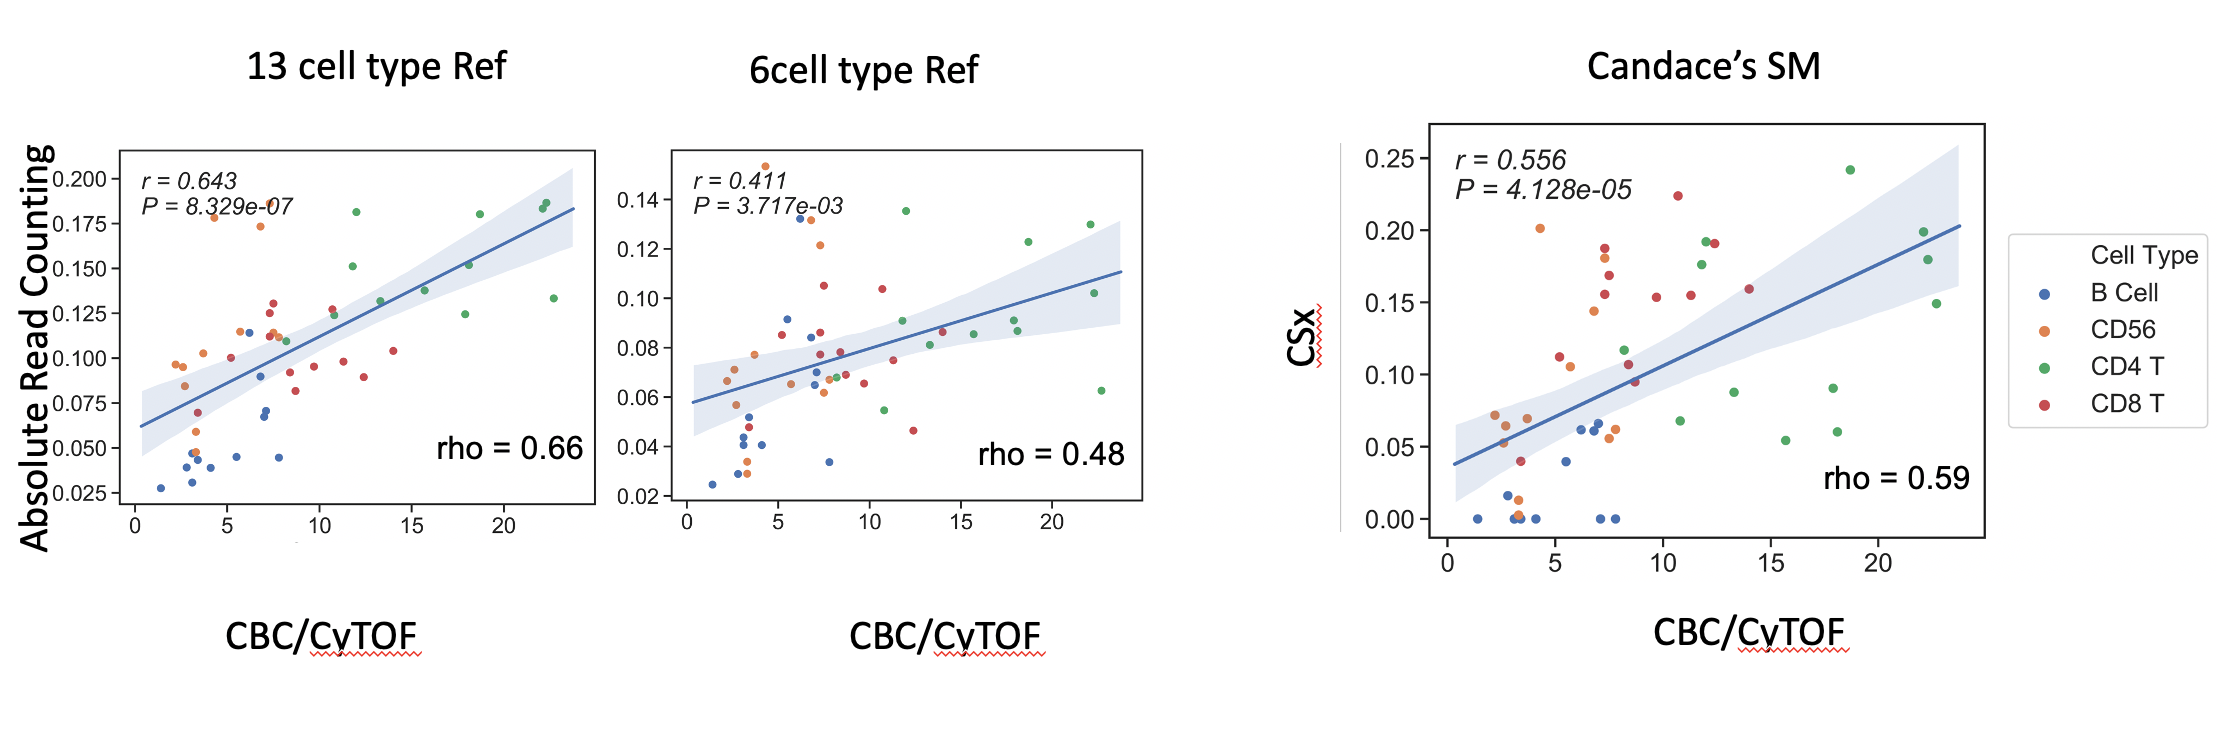 13 cell type Ref
6cell type Ref
Candace's SM
Absolute Read Counting
0.200
0.175
0.150
0.125
0.100
0.075
0.050
0.025
r = 0.643
P = 8.329e-07
rho = 0.66
0 5 10 15 20
CBC/CyTOF
0.14
0.12
0.10
0.08
0.06
0.04
0.02
r = 0.411
P = 3.717e-03
rho = 0.48
0 5 10 15 20
CBC/CyTOF
CSx
0.25
0.20
0.15
0.10
0.05
0.00
r = 0.556
P = 4.128e-05
rho = 0.59
0 5 10 15 20
CBC/CyTOF
Cell Type
B Cell
CD56
CD4 T
CD8 T